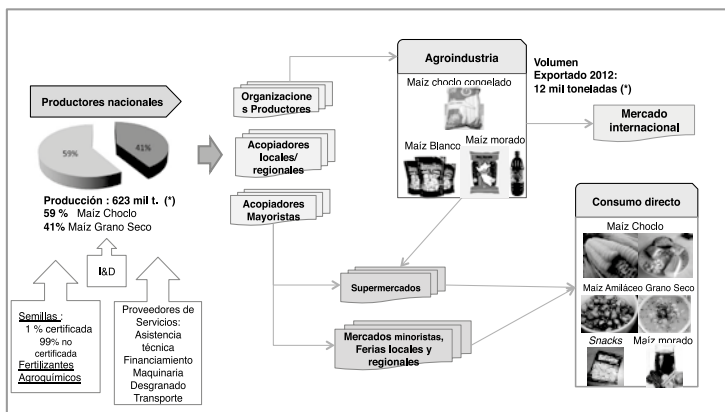 Productores nacionales
59%
41%
Producción : 623 mil t. (*)
59 % Maíz Choclo
41% Maíz Grano Seco
I&D
Semillas :
1 % certificada
99% no
certificada
Fertilizantes
Agroquímicos
Proveedores de
Servicios:
Asistencia
técnica
Financiamiento
Maquinaria
Desgranado
Transporte
Organizacione
s Productores
Acopiadores
locales/
regionales
Acopiadores
Mayoristas
Agroindustria
Maíz choclo congelado
Maíz Blanco
Maíz morado
Volumen
Exportado 2012:
12 mil toneladas (*)
Mercado
internacional
Supermercados
Mercados minoristas,
Ferias locales y
regionales
Consumo directo
Maíz Choclo
Maíz Amiláceo Grano Seco
Snacks
Maíz morado